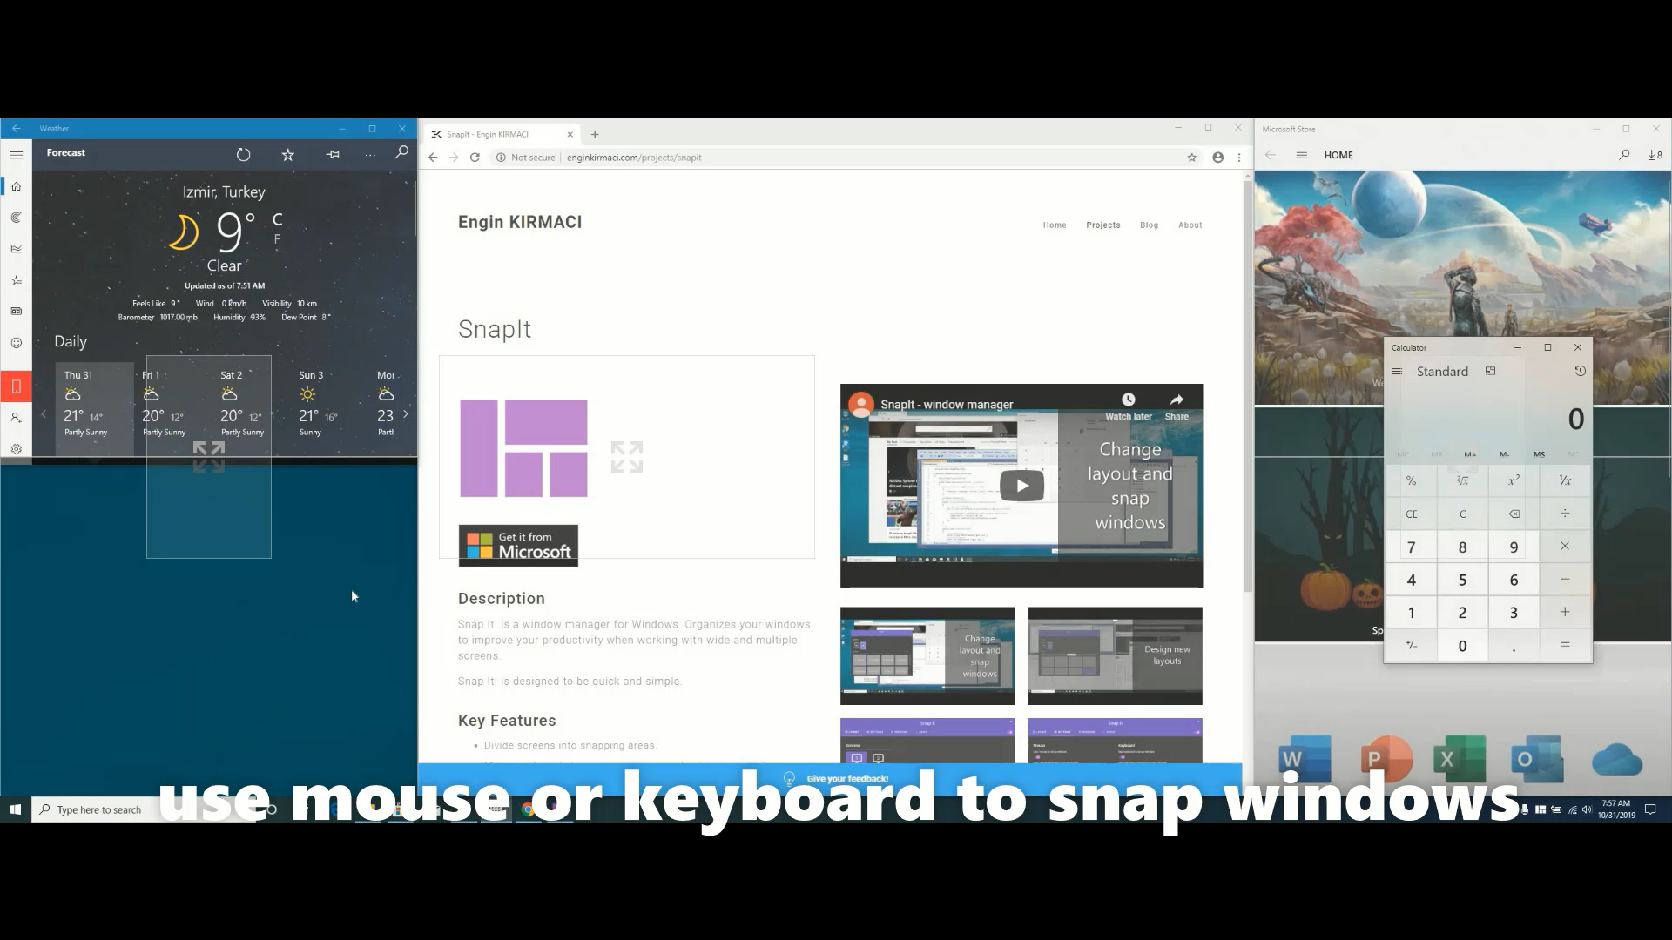 Weather
Forecast
Izmir, Turkey
9° C
F
Clear
Updated as of 7:51 AM
Feels Like 9° Wind 0 Km/h Visibility 10 km
Barometer 1017.00 mb Humidity 93% Dew Point 8°
Daily
Thu 31 Fri 1 Sat 2 Sun 3 Mo
21° 14° 20° 12° 20° 12° 21° 16° 23
Partly Sunny Partly Sunny Partly Sunny Sunny Partl
SnapIt - Engin KIRMACI
Not secure enginkirmaci.com/projects/snapit
Engin KIRMACI
Home Projects Blog About
SnapIt
Get it from
Microsoft
SnapIt - window manager
Watch later Share
Change
layout and
snap
windows
Change
layout and
snap
windows
Design new
layouts
Description
Snap It! is a window manager for Windows. Organizes your windows
to improve your productivity when working with wide and multiple
screens.
Snap It! is designed to be quick and simple.
Key Features
• Divide screens into snapping areas.
Give your feedback!
Microsoft Store
HOME
↓8
Calculator
Standard
0
MC MR M+ M- MS
% √x x² ¹/x
CE C ⌫ ÷
7 8 9 ×
4 5 6 −
1 2 3 +
+/- 0 . =
Sp
W P X O
Type here to search
7:57 AM
10/31/2019
use mouse or keyboard to snap windows